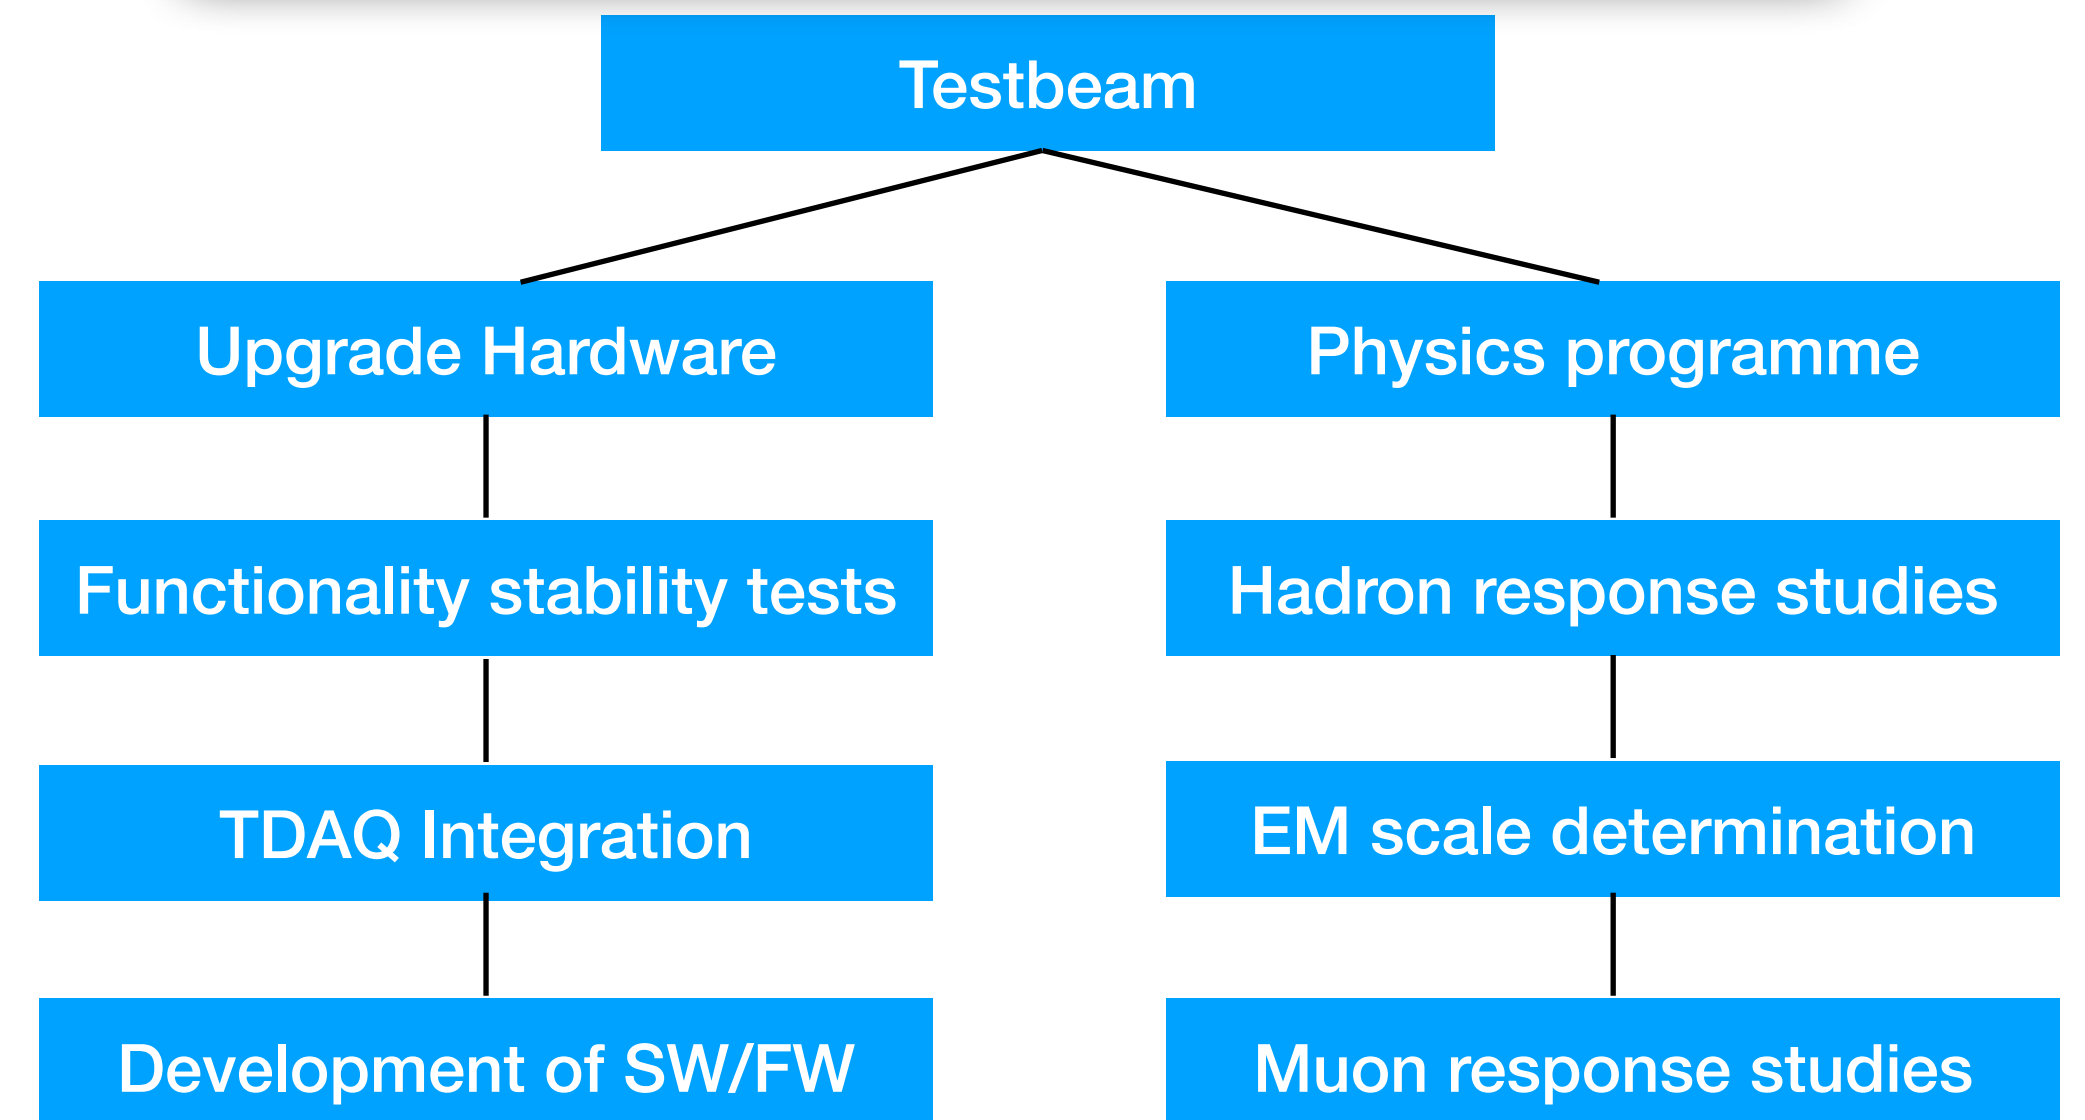 Testbeam
Upgrade Hardware
Physics programme
Functionality stability tests
Hadron response studies
TDAQ Integration
EM scale determination
Development of SW/FW
Muon response studies